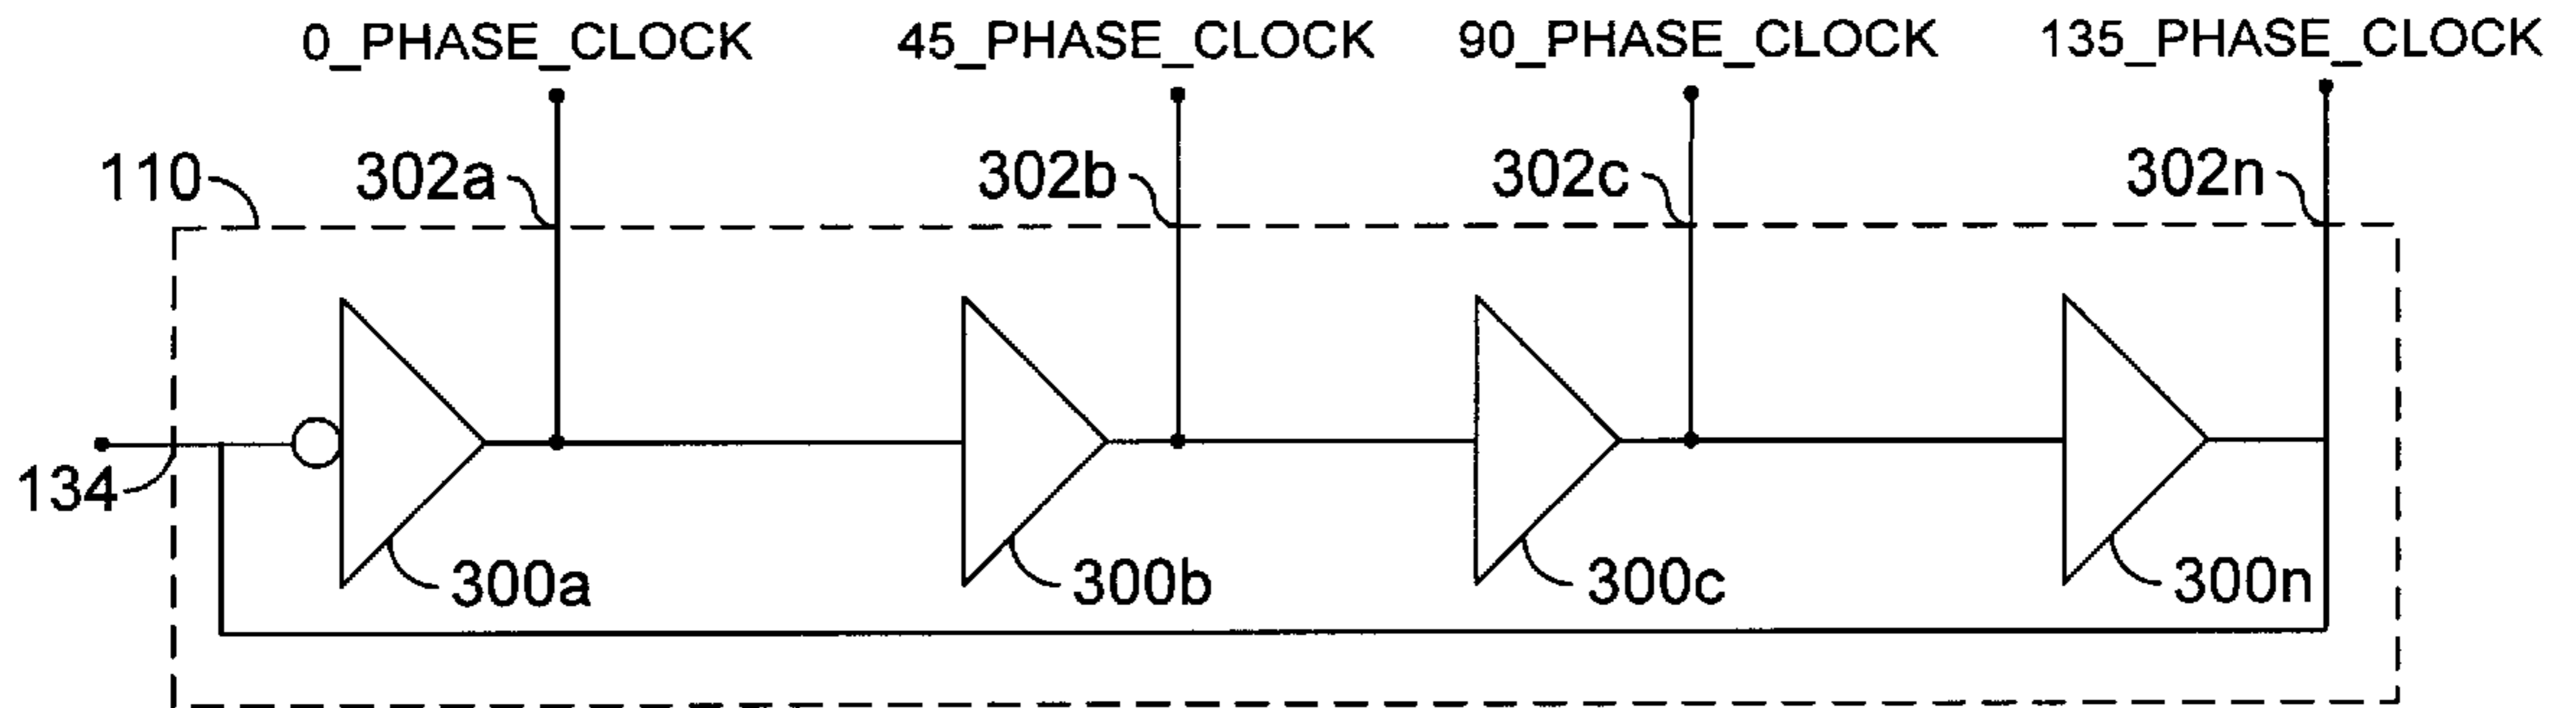 0_PHASE_CLOCK 45_PHASE_CLOCK 90_PHASE_CLOCK 135_PHASE_CLOCK
110 302a 302b 302c 302n
134
300a 300b 300c 300n